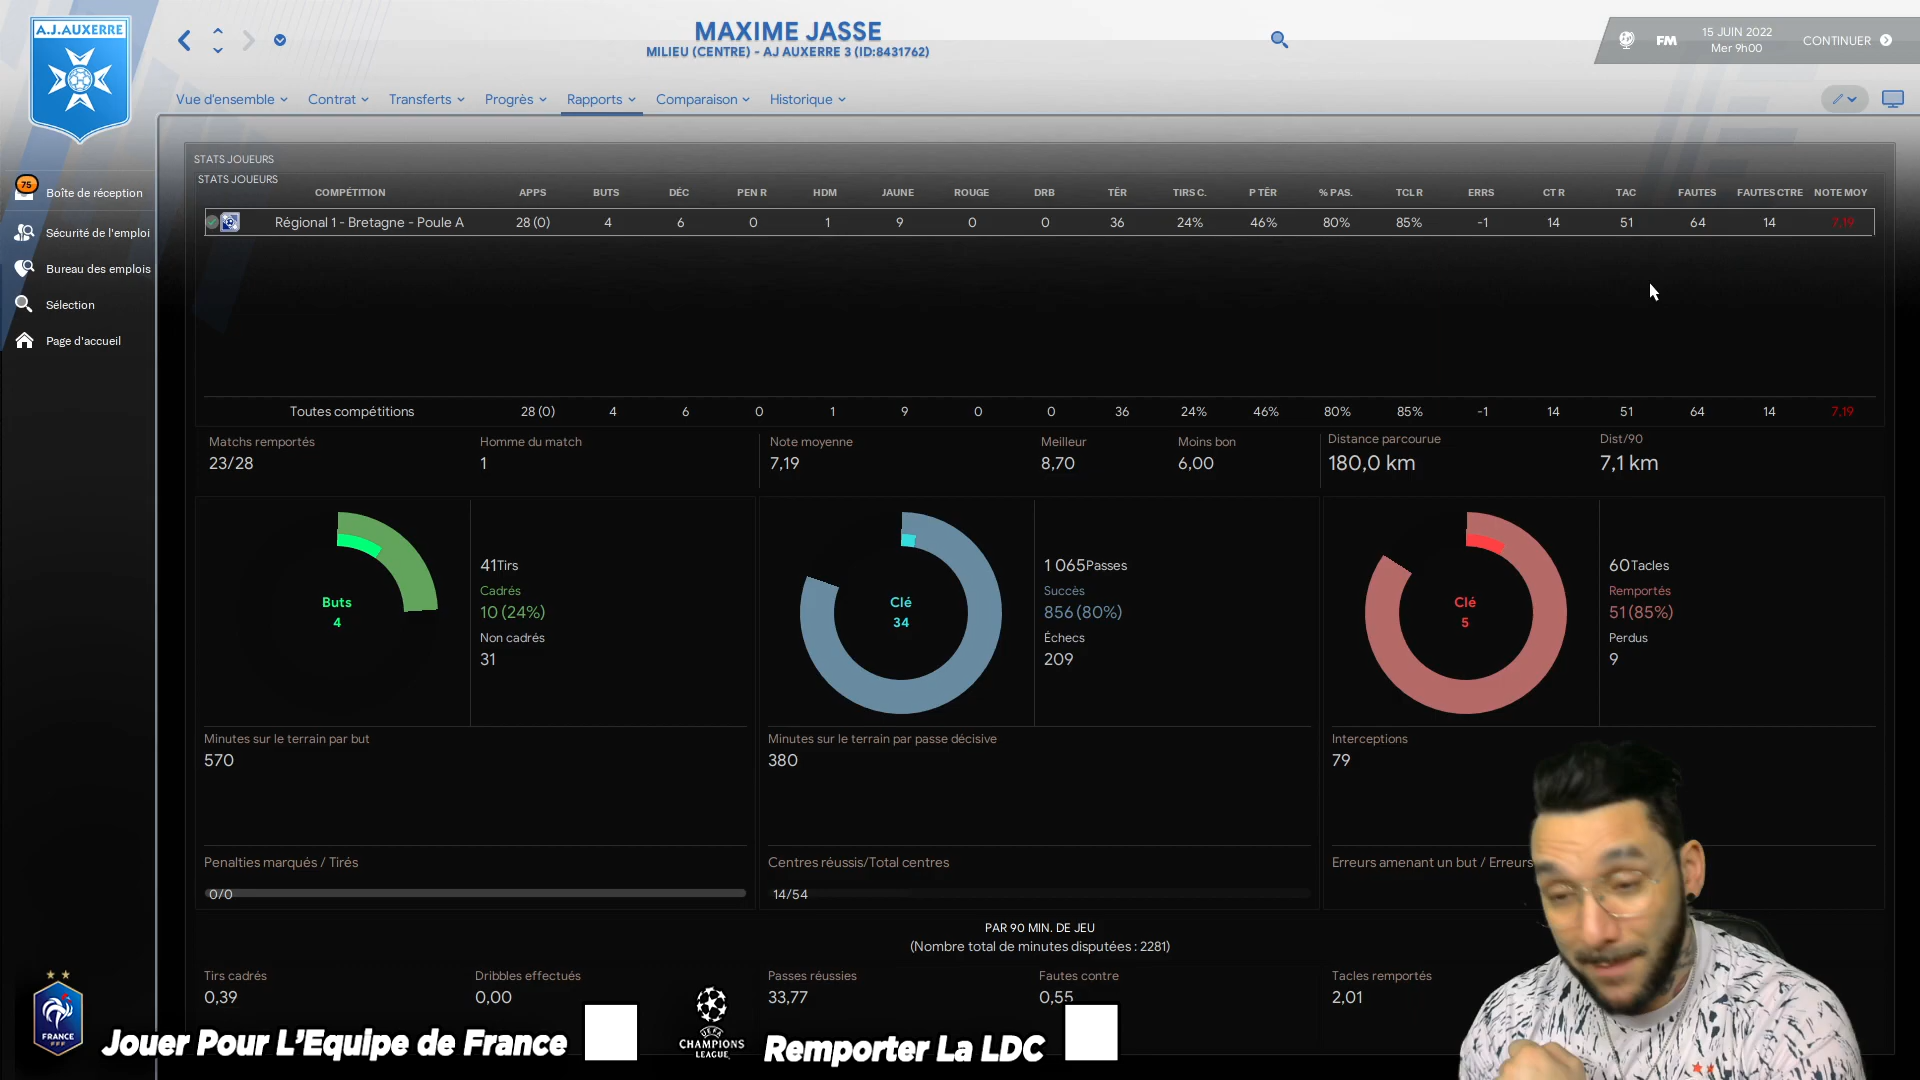 A.J.AUXERRE
MAXIME JASSE
MILIEU (CENTRE) - AJ AUXERRE 3 (ID:8431762)
FM
15 JUIN 2022
Mer 9h00
CONTINUER
Vue d'ensemble
Contrat
Transferts
Progrès
Rapports
Comparaison
Historique
75
Boîte de réception
Sécurité de l'emploi
Bureau des emplois
Sélection
Page d'accueil
STATS JOUEURS
STATS JOUEURS
COMPÉTITION APPS BUTS DÉC PEN R HDM JAUNE ROUGE DRB TÊR TIRS C. P TÊR % PAS. TCL R ERRS CT R TAC FAUTES FAUTES CTRE NOTE MOY
Régional 1 - Bretagne - Poule A 28 (0) 4 6 0 1 9 0 0 36 24% 46% 80% 85% -1 14 51 64 14 7,19
Toutes compétitions 28 (0) 4 6 0 1 9 0 0 36 24% 46% 80% 85% -1 14 51 64 14 7,19
Matchs remportés
23/28
Homme du match
1
Note moyenne
7,19
Meilleur
8,70
Moins bon
6,00
Distance parcourue
180,0 km
Dist/90
7,1 km
Buts
4
41 Tirs
Cadrés
10 (24%)
Non cadrés
31
Clé
34
1 065 Passes
Succès
856 (80%)
Échecs
209
Clé
5
60 Tacles
Remportés
51 (85%)
Perdus
9
Minutes sur le terrain par but
570
Minutes sur le terrain par passe décisive
380
Interceptions
79
Penalties marqués / Tirés
0/0
Centres réussis/Total centres
14/54
Erreurs amenant un but / Erreurs
PAR 90 MIN. DE JEU
(Nombre total de minutes disputées : 2281)
Tirs cadrés
0,39
Dribbles effectués
0,00
Passes réussies
33,77
Fautes contre
0,55
Tacles remportés
2,01
FRANCE
FFF
Jouer Pour L'Equipe de France
UEFA
CHAMPIONS
LEAGUE
Remporter La LDC